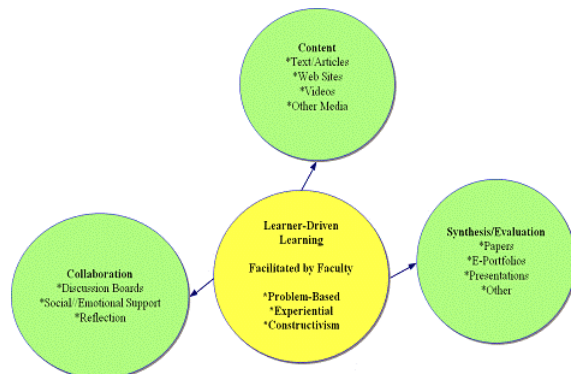 Content
*Text/Articles
*Web Sites
*Videos
*Other Media
Learner-Driven
Learning
Facilitated by Faculty
*Problem-Based
*Experiential
*Constructivism
Synthesis/Evaluation
*Papers
*E-Portfolios
*Presentations
*Other
Collaboration
*Discussion Boards
*Social//Emotional Support
*Reflection